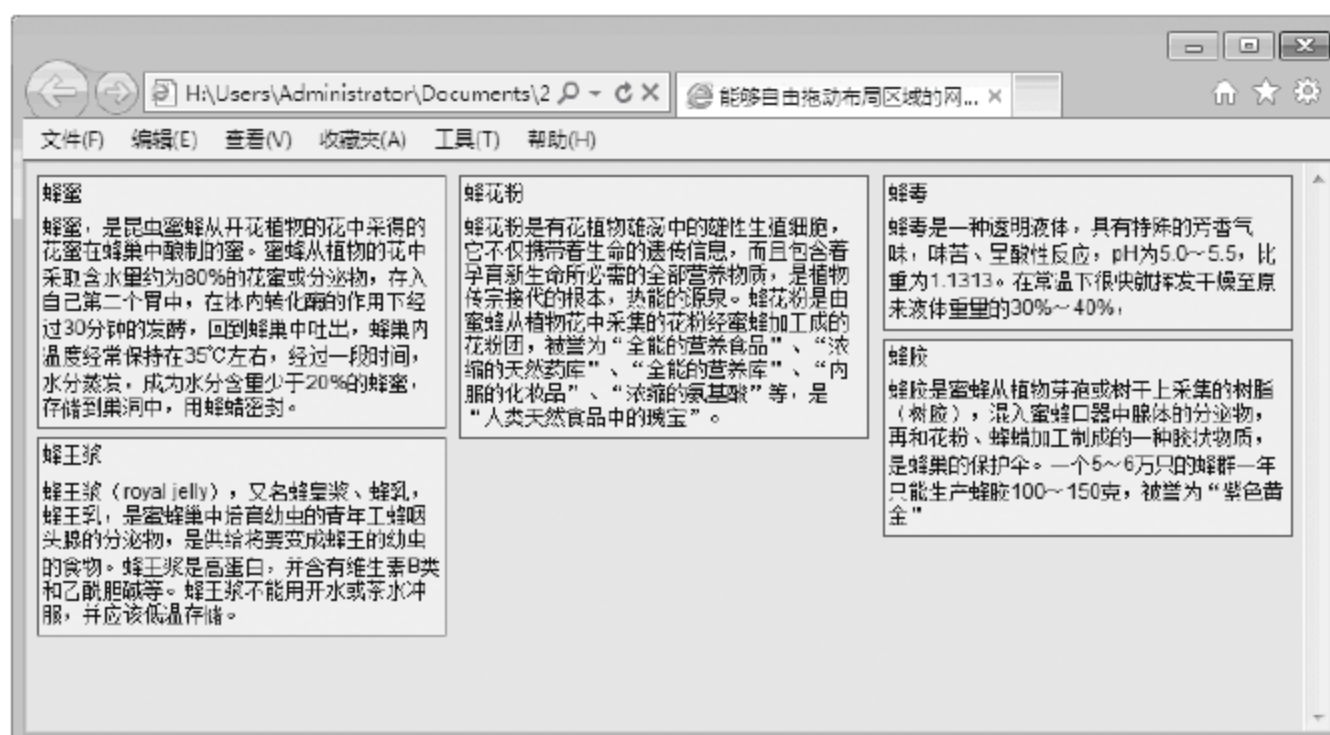 H:\Users\Administrator\Documents\2
能够自由拖动布局区域的网...
文件(F) 编辑(E) 查看(V) 收藏夹(A) 工具(T) 帮助(H)
蜂蜜
蜂蜜，是昆虫蜜蜂从开花植物的花中采得的
花蜜在蜂巢中酿制的蜜。蜜蜂从植物的花中
采取含水量约为80%的花蜜或分泌物，存入
自己第二个胃中，在体内转化酶的作用下经
过30分钟的发酵，回到蜂巢中吐出，蜂巢内
温度经常保持在35℃左右，经过一段时间，
水分蒸发，成为水分含量少于20%的蜂蜜，
存储到巢洞中，用蜂蜡密封。
蜂王浆
蜂王浆（royal jelly），又名蜂皇浆、蜂乳，
蜂王乳，是蜜蜂巢中培育幼虫的青年工蜂咽
头腺的分泌物，是供给将要变成蜂王的幼虫
的食物。蜂王浆是高蛋白，并含有维生素B类
和乙酰胆碱等。蜂王浆不能用开水或茶水冲
服，并应该低温存储。
蜂花粉
蜂花粉是有花植物雄蕊中的雄性生殖细胞，
它不仅携带着生命的遗传信息，而且包含着
孕育新生命所必需的全部营养物质，是植物
传宗接代的根本，热能的源泉。蜂花粉是由
蜜蜂从植物花中采集的花粉经蜜蜂加工成的
花粉团，被誉为“全能的营养食品”、“浓
缩的天然药库”、“全能的营养库”、“内
服的化妆品”、“浓缩的氨基酸”等，是
“人类天然食品中的瑰宝”。
蜂毒
蜂毒是一种透明液体，具有特殊的芳香气
味，味苦、呈酸性反应，pH为5.0～5.5，比
重为1.1313。在常温下很快就挥发干燥至原
来液体重量的30%～40%，
蜂胶
蜂胶是蜜蜂从植物芽孢或树干上采集的树脂
（树胶），混入蜜蜂口器中腺体的分泌物，
再和花粉、蜂蜡加工制成的一种胶状物质，
是蜂巢的保护伞。一个5～6万只的蜂群一年
只能生产蜂胶100～150克，被誉为“紫色黄
金”